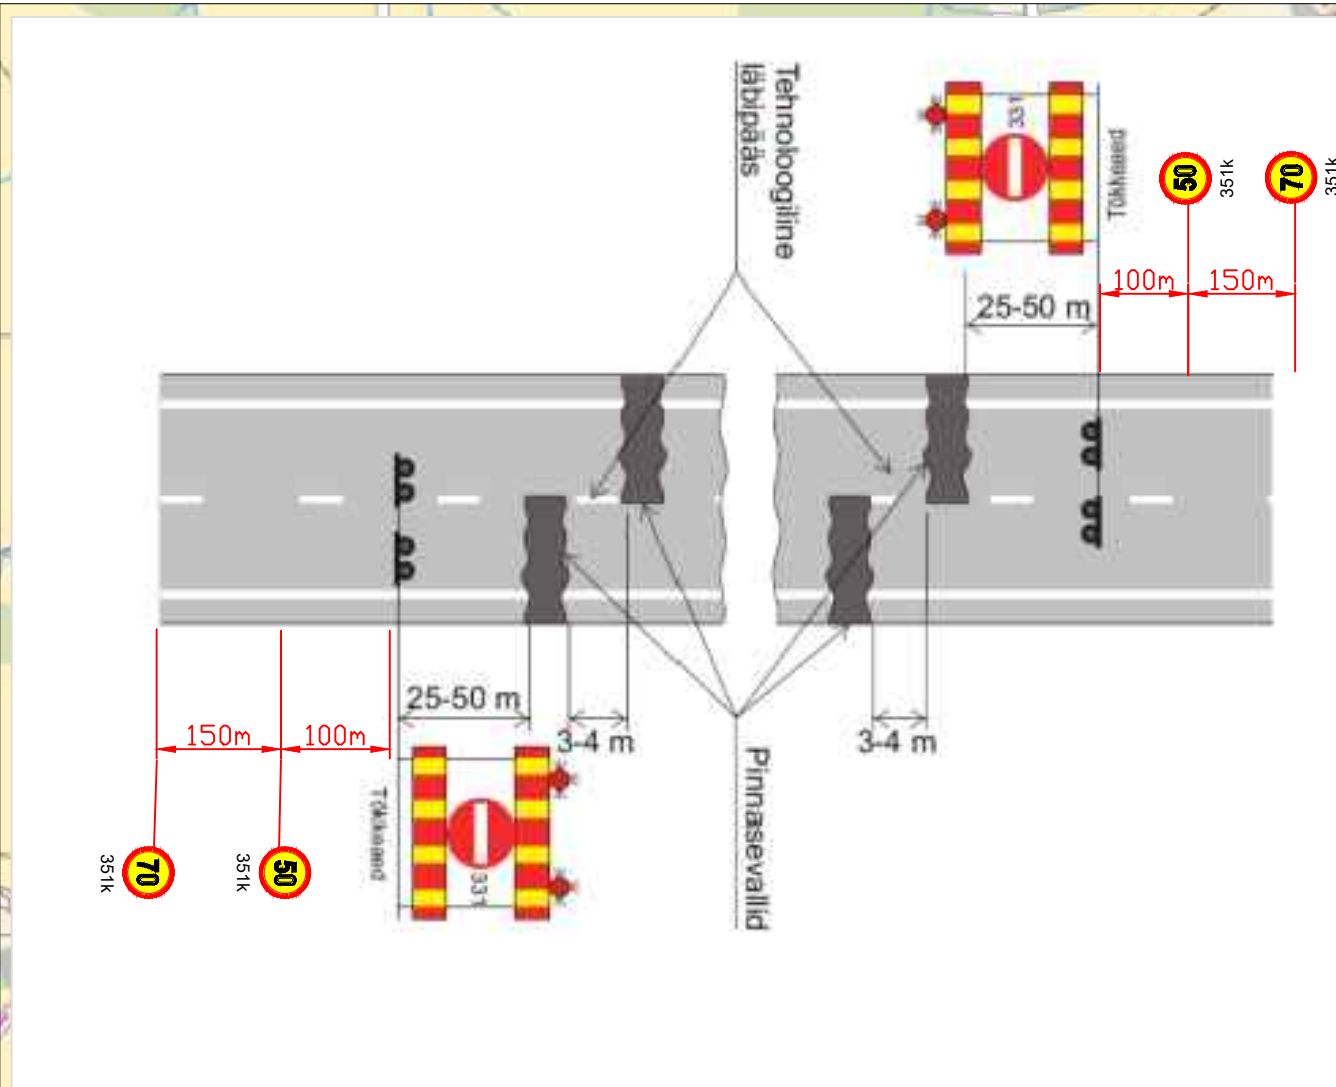 Tehnoloogiline
läbipääs
331
Tõkkeaed
50
351k
70
351k
100m
150m
25-50 m
25-50 m
150m
100m
3-4 m
3-4 m
Tõkkeaed
331
Pinnasevallid
351k
70
351k
50